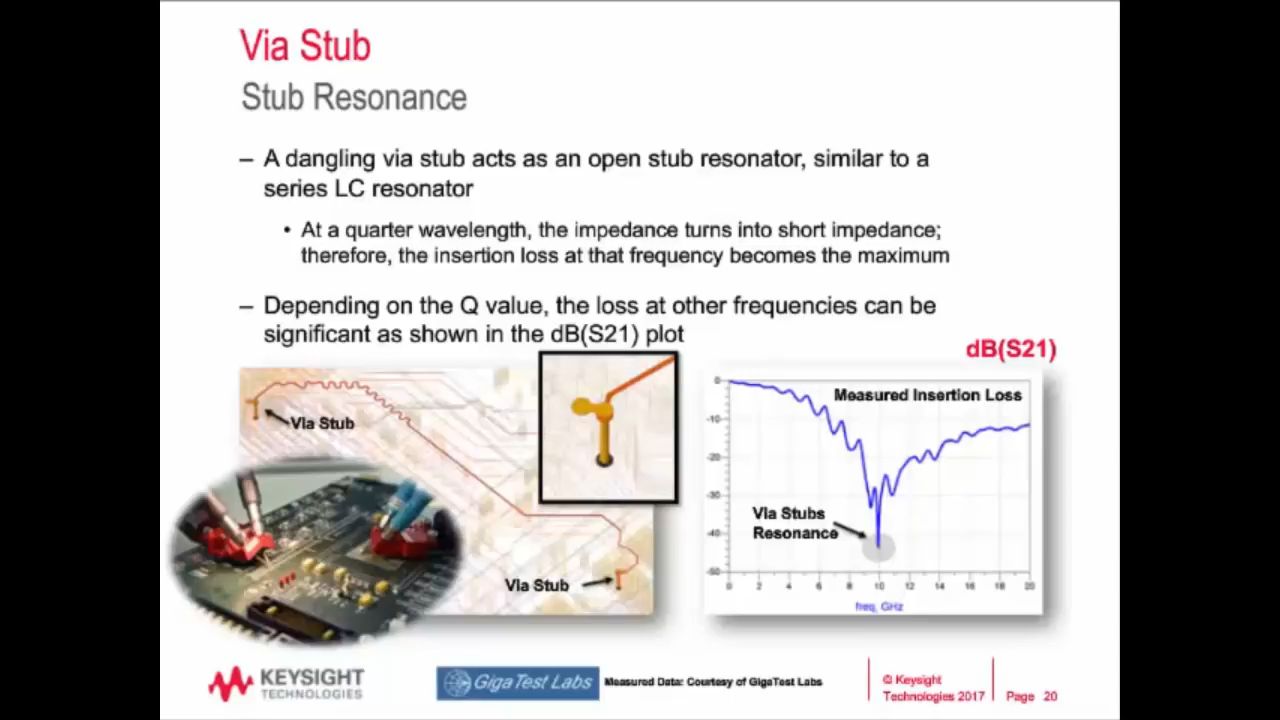 Via Stub
Stub Resonance
– A dangling via stub acts as an open stub resonator, similar to a
series LC resonator
• At a quarter wavelength, the impedance turns into short impedance;
therefore, the insertion loss at that frequency becomes the maximum
– Depending on the Q value, the loss at other frequencies can be
significant as shown in the dB(S21) plot
dB(S21)
Measured Insertion Loss
Via Stub
Via Stubs
Resonance
Via Stub
0
-10
-20
-30
-40
-50
0 2 4 6 8 10 12 14 16 18 20
freq, GHz
KEYSIGHT
TECHNOLOGIES
GigaTest Labs
Measured Data: Courtesy of GigaTest Labs
© Keysight
Technologies 2017
Page 20